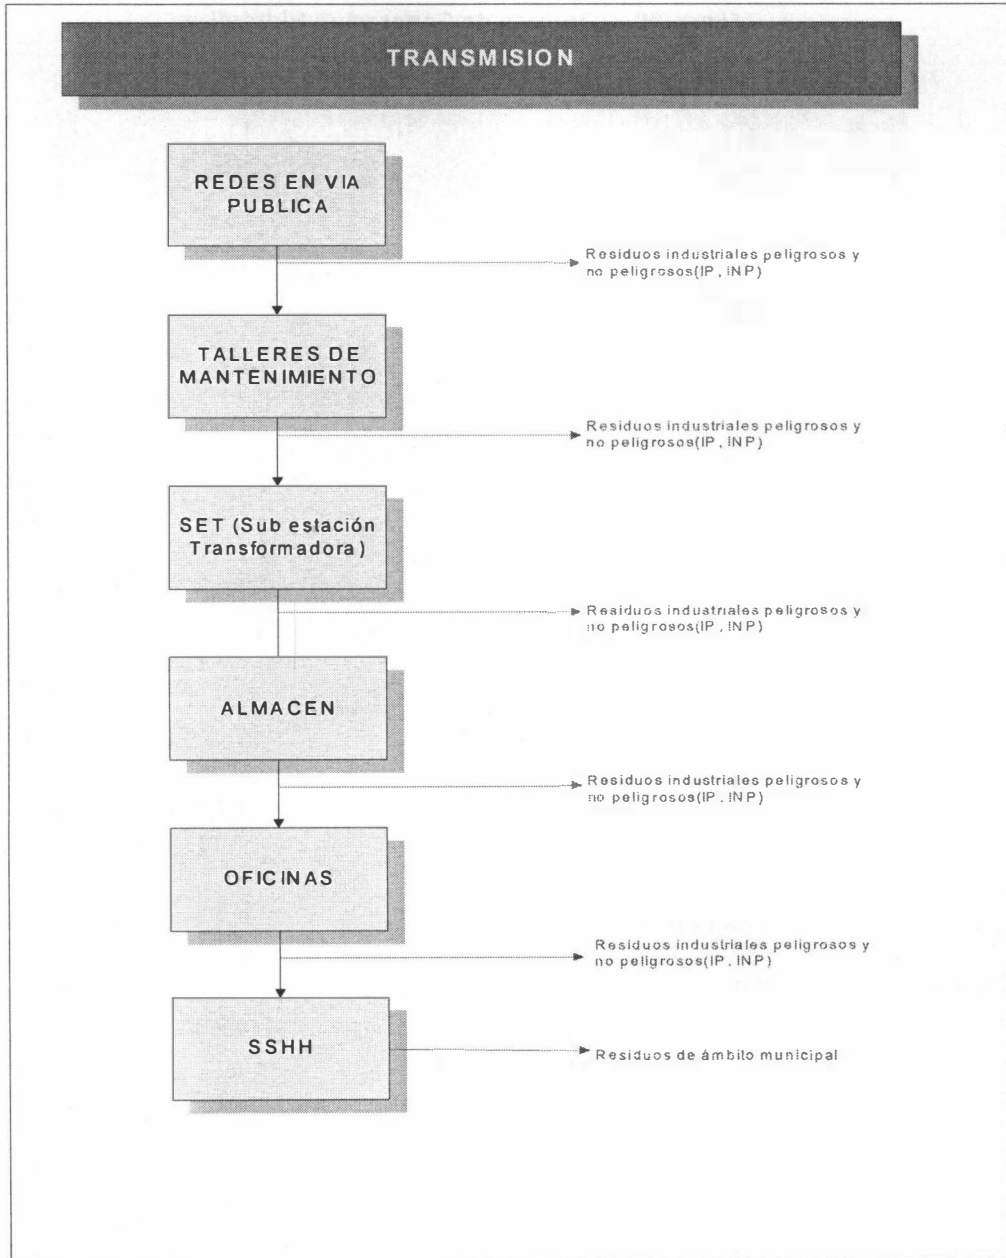 TRANSMISION
REDES EN VIA
PUBLICA
Residuos industriales peligrosos y
no peligrosos(IP, INP)
TALLERES DE
MANTENIMIENTO
Residuos industriales peligrosos y
no peligrosos(IP, INP)
SET (Sub estación
Transformadora)
Residuos industriales peligrosos y
no peligrosos(IP, INP)
ALMACEN
Residuos industriales peligrosos y
no peligrosos(IP, INP)
OFICINAS
Residuos industriales peligrosos y
no peligrosos(IP, INP)
SSHH
Residuos de ámbito municipal